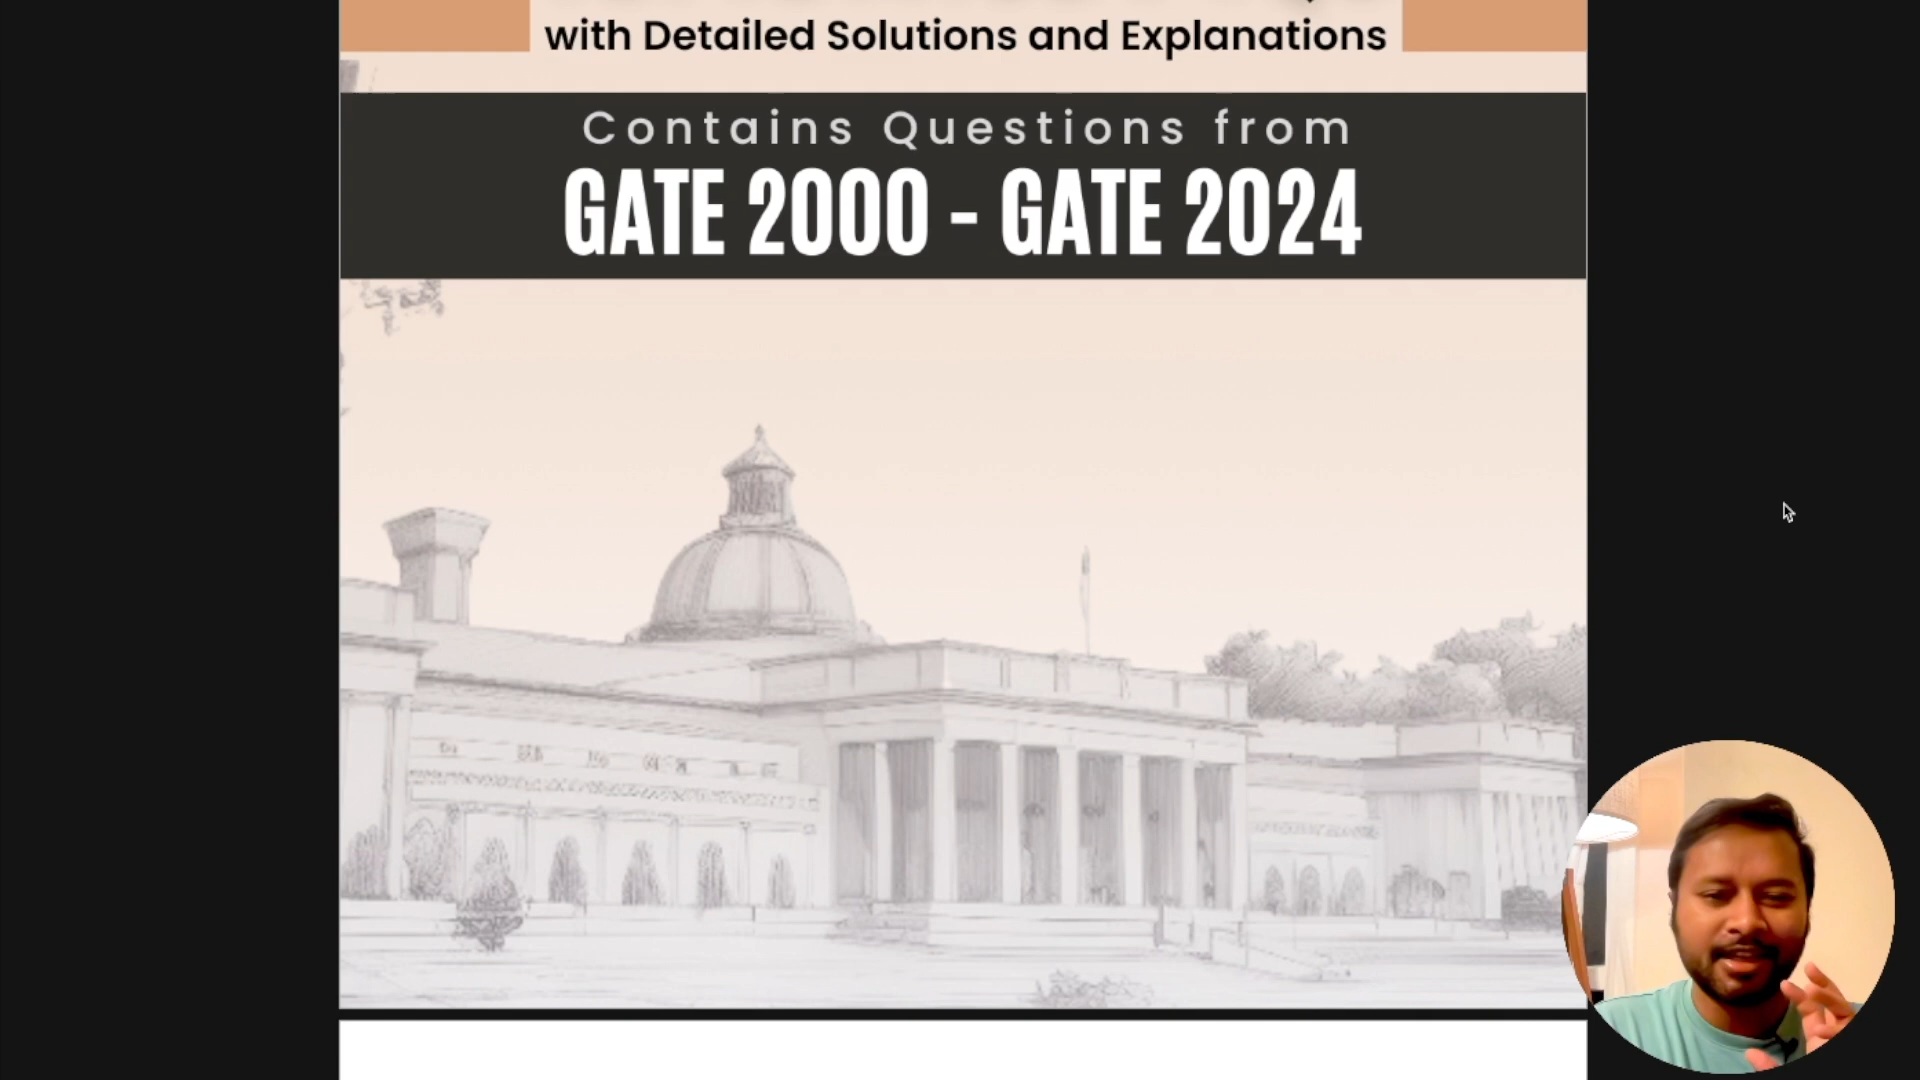 with Detailed Solutions and Explanations
Contains Questions from
GATE 2000 - GATE 2024